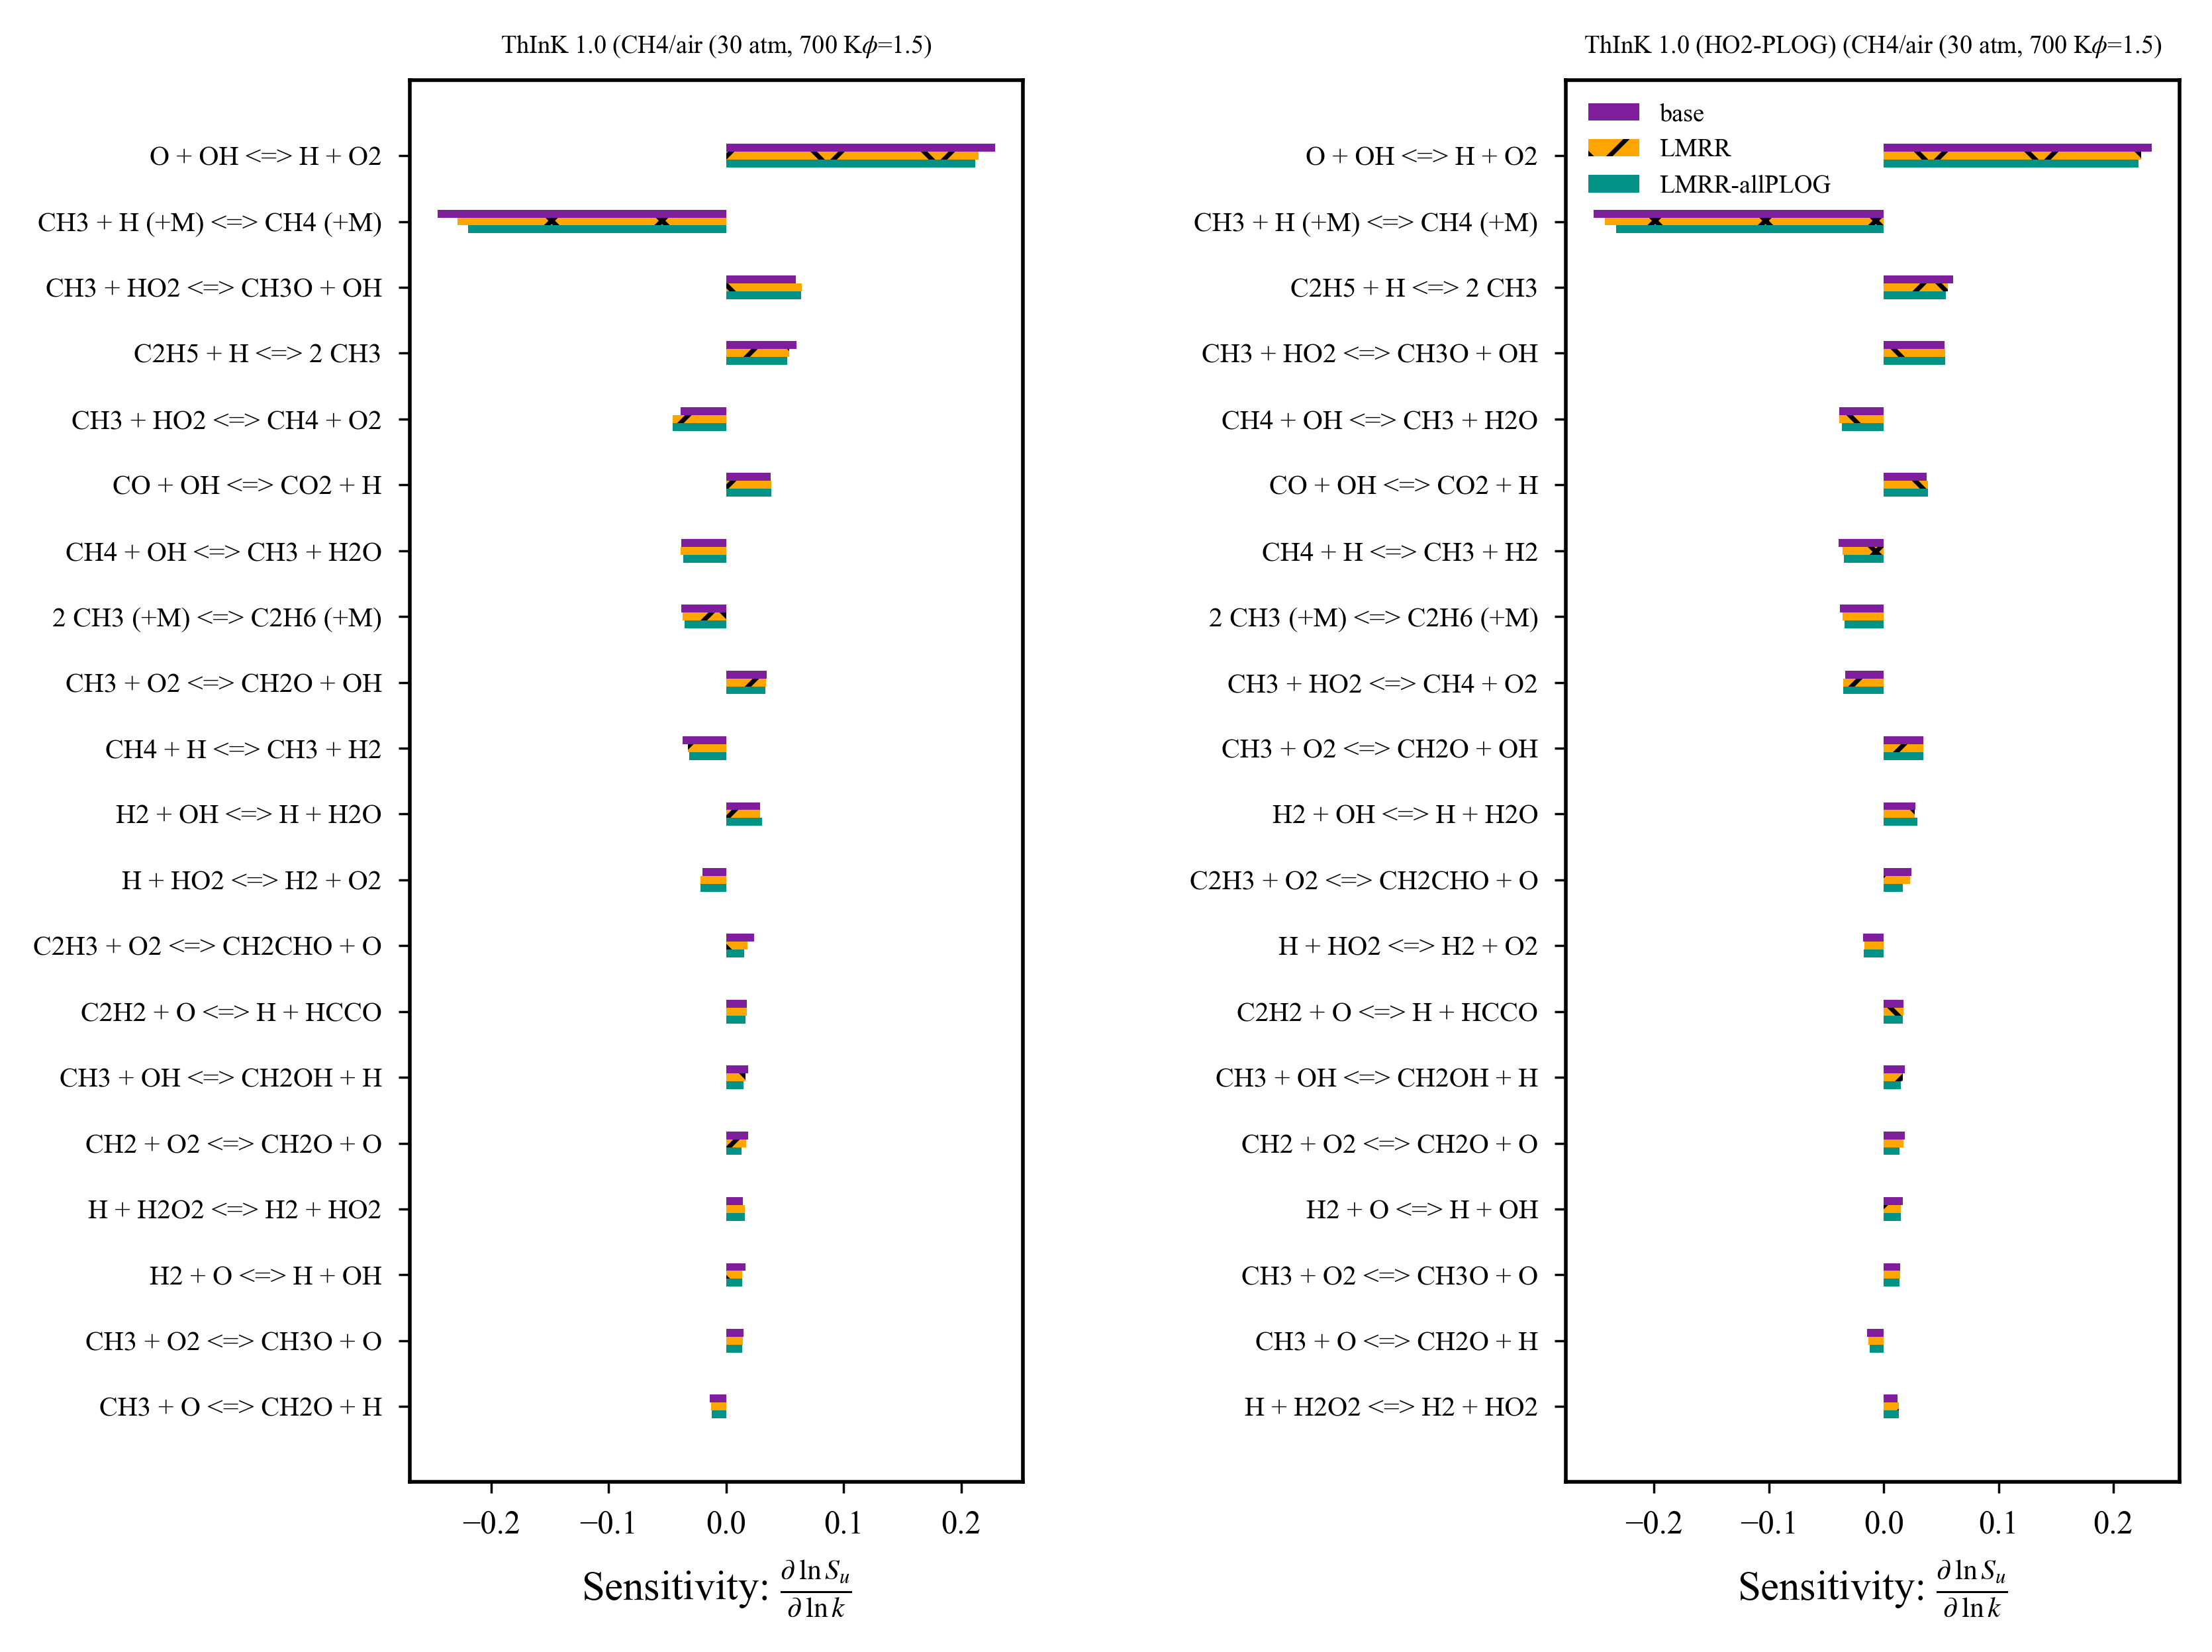 ThInK 1.0 (CH4/air (30 atm, 700 Kϕ=1.5)
O + OH <=> H + O2
CH3 + H (+M) <=> CH4 (+M)
CH3 + HO2 <=> CH3O + OH
C2H5 + H <=> 2 CH3
CH3 + HO2 <=> CH4 + O2
CO + OH <=> CO2 + H
CH4 + OH <=> CH3 + H2O
2 CH3 (+M) <=> C2H6 (+M)
CH3 + O2 <=> CH2O + OH
CH4 + H <=> CH3 + H2
H2 + OH <=> H + H2O
H + HO2 <=> H2 + O2
C2H3 + O2 <=> CH2CHO + O
C2H2 + O <=> H + HCCO
CH3 + OH <=> CH2OH + H
CH2 + O2 <=> CH2O + O
H + H2O2 <=> H2 + HO2
H2 + O <=> H + OH
CH3 + O2 <=> CH3O + O
CH3 + O <=> CH2O + H
−0.2 −0.1 0.0 0.1 0.2
Sensitivity: ∂ ln Su / ∂ ln k
ThInK 1.0 (HO2-PLOG) (CH4/air (30 atm, 700 Kϕ=1.5)
base
LMRR
LMRR-allPLOG
O + OH <=> H + O2
CH3 + H (+M) <=> CH4 (+M)
C2H5 + H <=> 2 CH3
CH3 + HO2 <=> CH3O + OH
CH4 + OH <=> CH3 + H2O
CO + OH <=> CO2 + H
CH4 + H <=> CH3 + H2
2 CH3 (+M) <=> C2H6 (+M)
CH3 + HO2 <=> CH4 + O2
CH3 + O2 <=> CH2O + OH
H2 + OH <=> H + H2O
C2H3 + O2 <=> CH2CHO + O
H + HO2 <=> H2 + O2
C2H2 + O <=> H + HCCO
CH3 + OH <=> CH2OH + H
CH2 + O2 <=> CH2O + O
H2 + O <=> H + OH
CH3 + O2 <=> CH3O + O
CH3 + O <=> CH2O + H
H + H2O2 <=> H2 + HO2
−0.2 −0.1 0.0 0.1 0.2
Sensitivity: ∂ ln Su / ∂ ln k